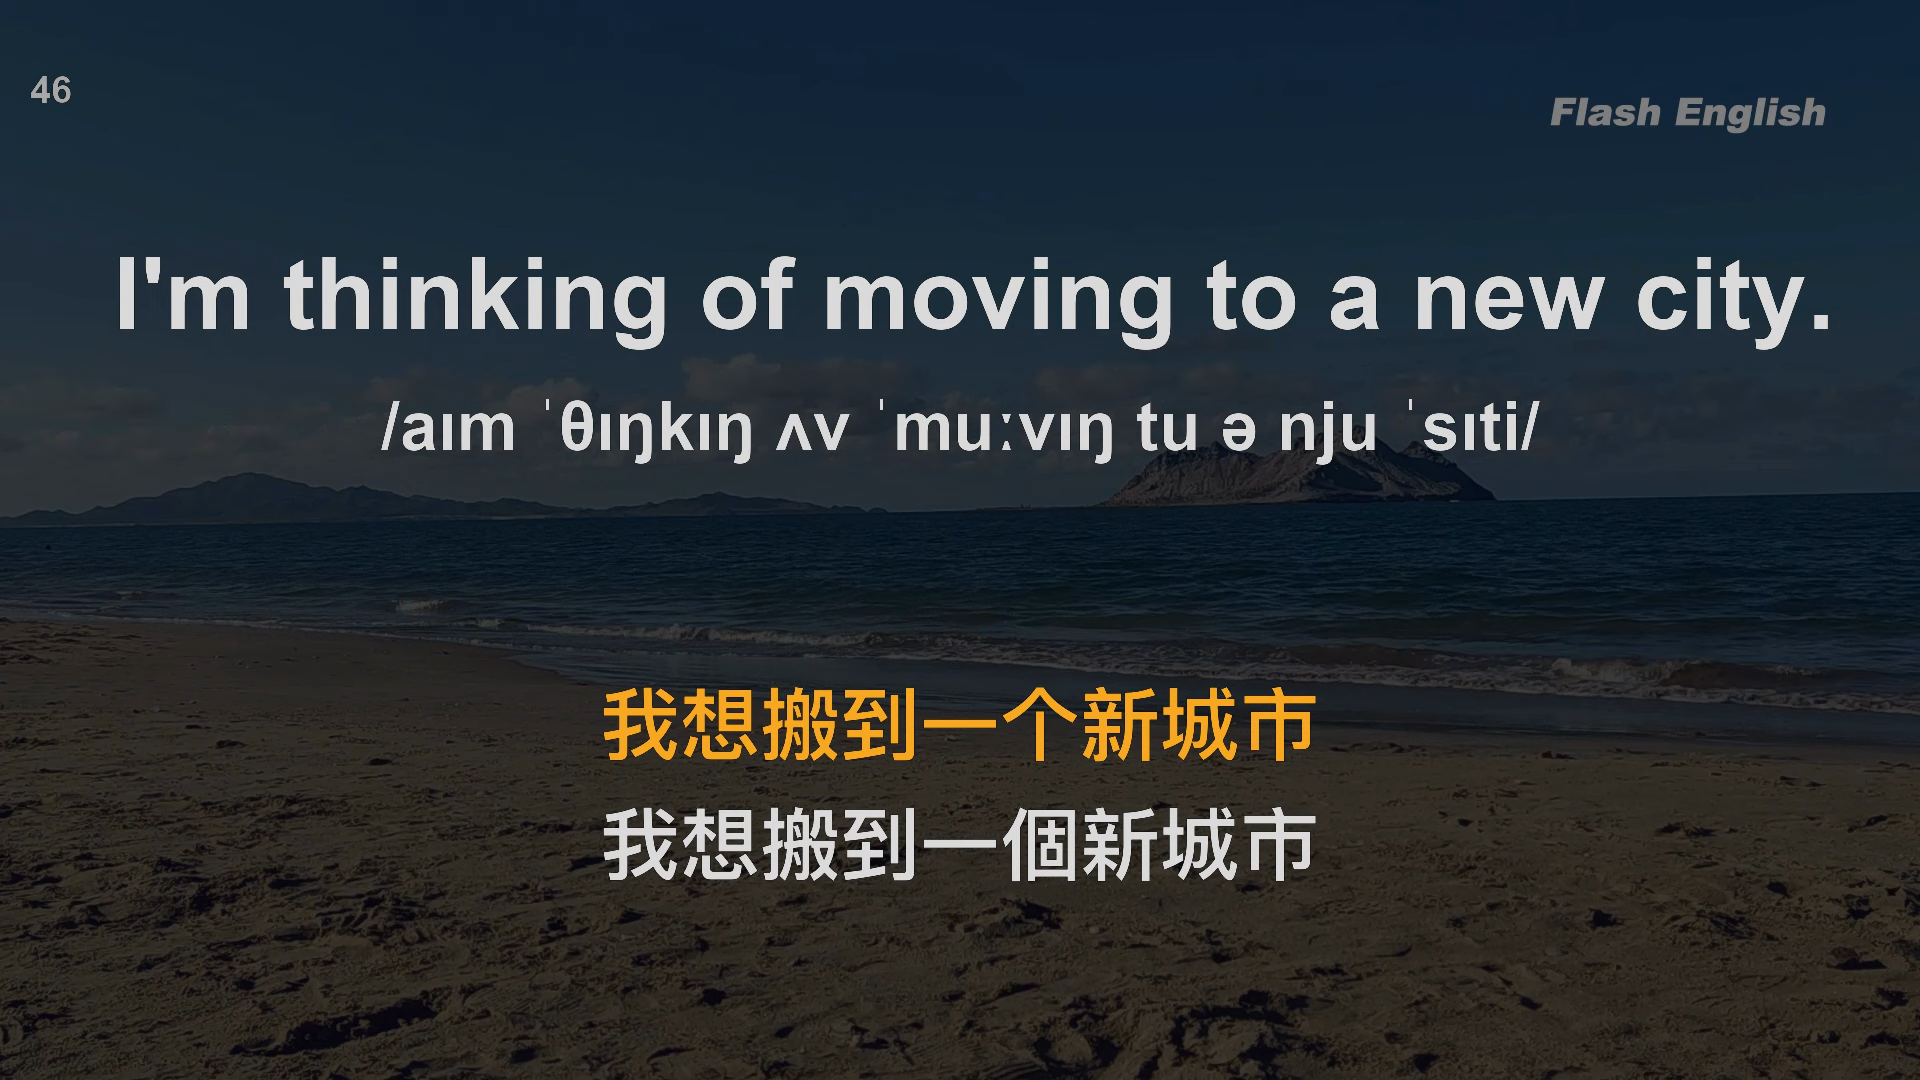 46
Flash English
I'm thinking of moving to a new city.
/aɪm ˈθɪŋkɪŋ ʌv ˈmuːvɪŋ tu ə nju ˈsɪti/
我想搬到一个新城市
我想搬到一個新城市